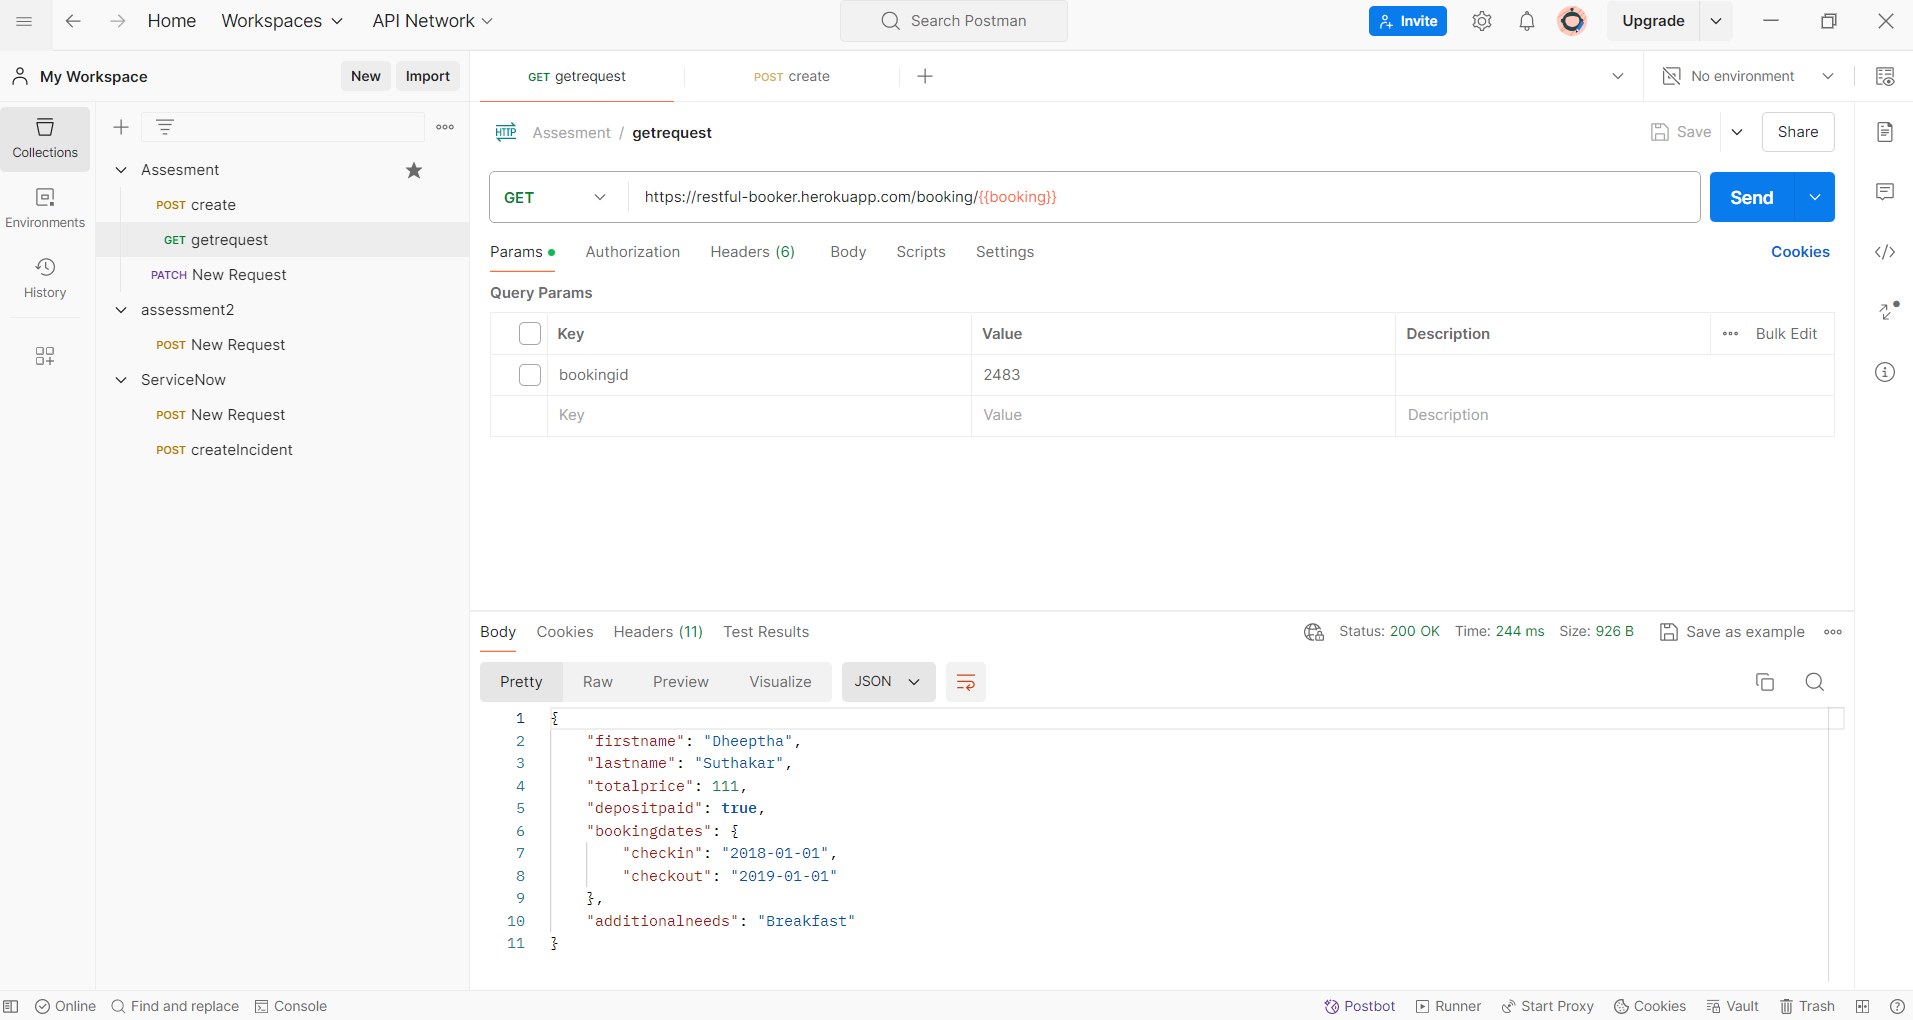 Home Workspaces API Network Search Postman Invite Upgrade
My Workspace New Import GET getrequest POST create No environment
Collections
Environments
History
Assesment
POST create
GET getrequest
PATCH New Request
assessment2
POST New Request
ServiceNow
POST New Request
POST createIncident
HTTP Assesment / getrequest Save Share
GET https://restful-booker.herokuapp.com/booking/{{booking}} Send
Params Authorization Headers (6) Body Scripts Settings Cookies
Query Params
Key Value Description Bulk Edit
bookingid 2483
Key Value Description
Body Cookies Headers (11) Test Results Status: 200 OK Time: 244 ms Size: 926 B Save as example
Pretty Raw Preview Visualize JSON
1 {
2 "firstname": "Dheeptha",
3 "lastname": "Suthakar",
4 "totalprice": 111,
5 "depositpaid": true,
6 "bookingdates": {
7 "checkin": "2018-01-01",
8 "checkout": "2019-01-01"
9 },
10 "additionalneeds": "Breakfast"
11 }
Online Find and replace Console Postbot Runner Start Proxy Cookies Vault Trash